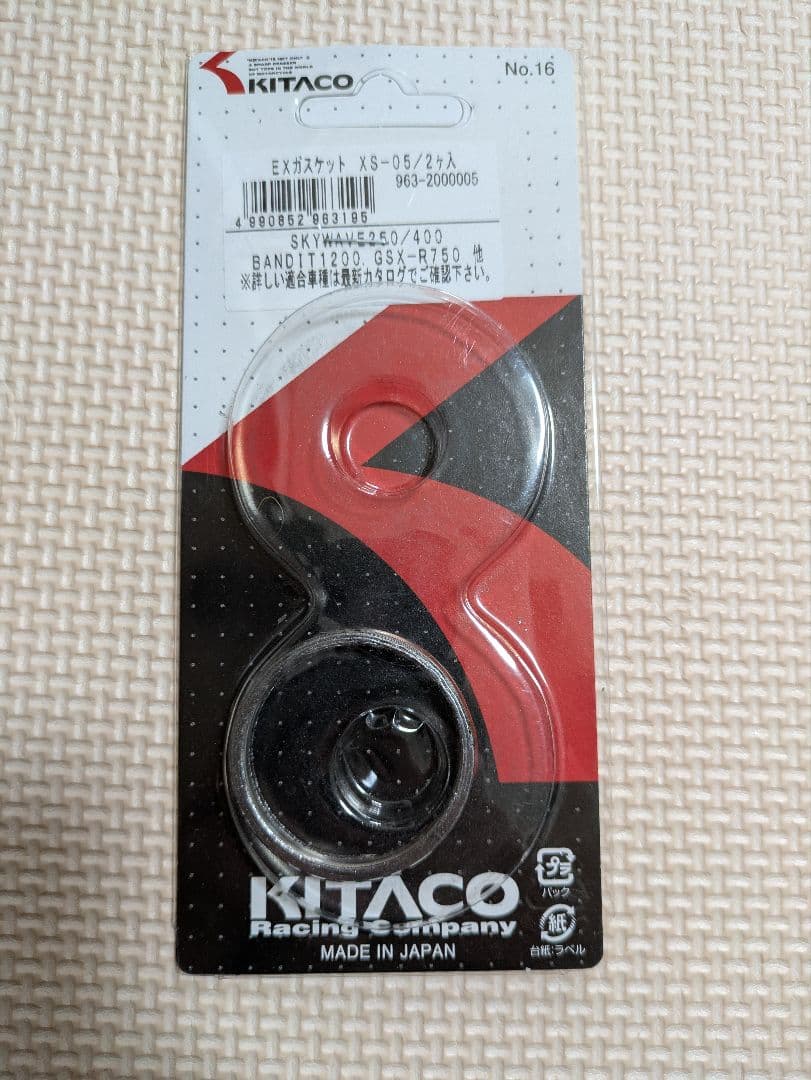 KITACO
No.16
EXガスケット XS-05/2ヶ入
963-2000005
4 990852 963195
SKYWAVE250/400
BANDIT1200, GSX-R750 他
※詳しい適合車種は最新カタログでご確認下さい。
プラ
パック
紙
台紙:ラベル
KITACO
Racing Company
MADE IN JAPAN